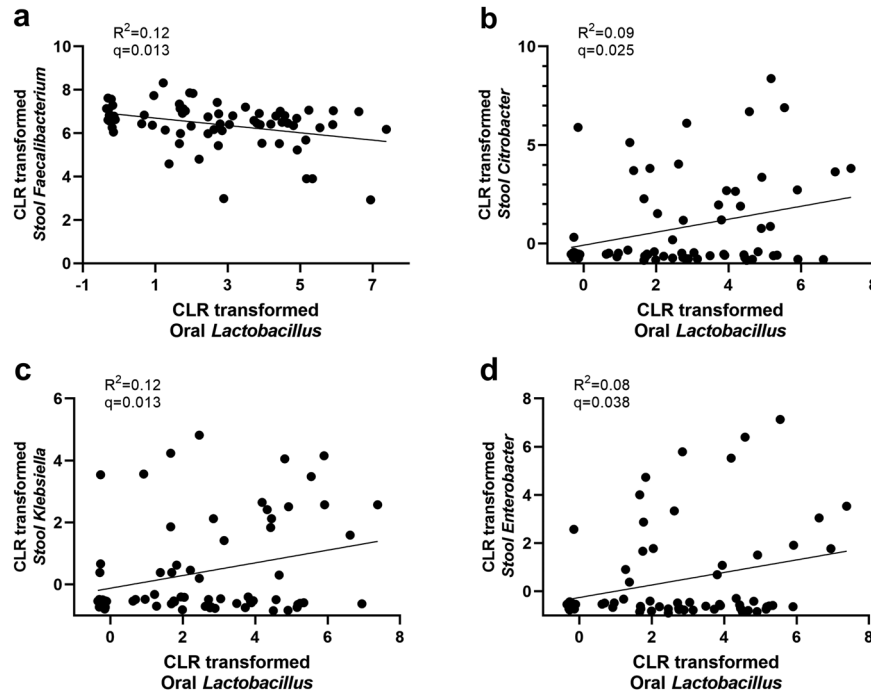 a
R²=0.12
q=0.013
CLR transformed
Stool Faecalibacterium
10
8
6
4
2
0
-1
1
3
5
7
CLR transformed
Oral Lactobacillus
b
R²=0.09
q=0.025
CLR transformed
Stool Citrobacter
10
5
0
0
2
4
6
8
CLR transformed
Oral Lactobacillus
c
R²=0.12
q=0.013
CLR transformed
Stool Klebsiella
6
4
2
0
0
2
4
6
8
CLR transformed
Oral Lactobacillus
d
R²=0.08
q=0.038
CLR transformed
Stool Enterobacter
8
6
4
2
0
0
2
4
6
8
CLR transformed
Oral Lactobacillus